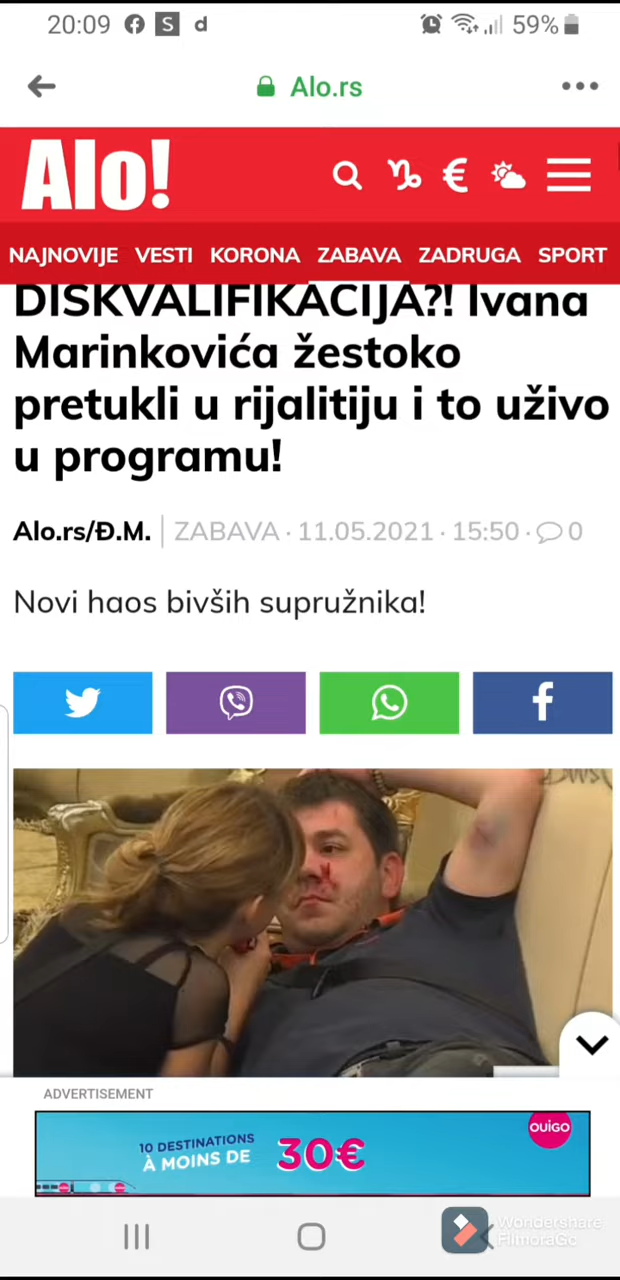 20:09
59%
Alo.rs
Alo!
NAJNOVIJE VESTI KORONA ZABAVA ZADRUGA SPORT
DISKVALIFIKACIJA?! Ivana
Marinkovića žestoko
pretukli u rijalitiju i to uživo
u programu!
Alo.rs/Đ.M. ZABAVA · 11.05.2021 · 15:50 · 0
Novi haos bivših supružnika!
ADVERTISEMENT
10 DESTINATIONS
À MOINS DE
30€
OUIGO
Wondershare
FilmoraGo